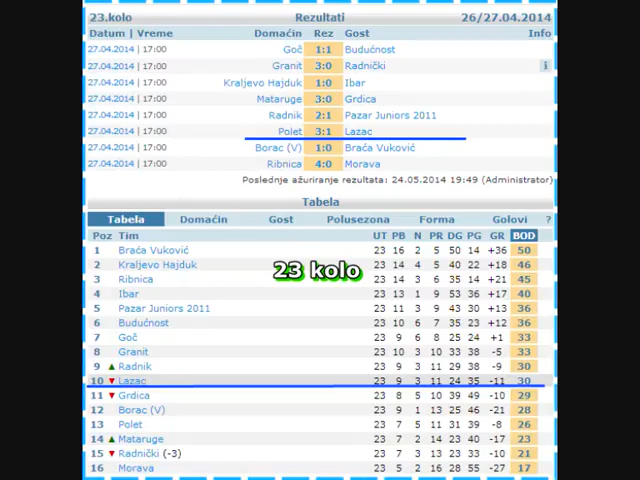 23.kolo Rezultati 26/27.04.2014
Datum | Vreme Domaćin Rez Gost Info
27.04.2014 | 17:00 Goč 1:1 Budućnost
27.04.2014 | 17:00 Granit 3:0 Radnički i
27.04.2014 | 17:00 Kraljevo Hajduk 1:0 Ibar
27.04.2014 | 17:00 Mataruge 3:0 Grdica
27.04.2014 | 17:00 Radnik 2:1 Pazar Juniors 2011
27.04.2014 | 17:00 Polet 3:1 Lazac
27.04.2014 | 17:00 Borac (V) 1:0 Braća Vuković
27.04.2014 | 17:00 Ribnica 4:0 Morava
Poslednje ažuriranje rezultata: 24.05.2014 19:49 (Administrator)
Tabela
Tabela Domaćin Gost Polusezona Forma Golovi ?
Poz Tim UT PB N PR DG PG GR BOD
1 Braća Vuković 23 16 2 5 50 14 +36 50
2 Kraljevo Hajduk 23 14 4 5 40 22 +18 46
23 kolo
3 Ribnica 23 14 3 6 35 14 +21 45
4 Ibar 23 13 1 9 53 36 +17 40
5 Pazar Juniors 2011 23 11 3 9 43 30 +13 36
6 Budućnost 23 10 6 7 35 23 +12 36
7 Goč 23 9 6 8 25 24 +1 33
8 Granit 23 10 3 10 33 38 -5 33
9 Radnik 23 9 3 11 29 38 -9 30
10 Lazac 23 9 3 11 24 35 -11 30
11 Grdica 23 8 5 10 39 49 -10 29
12 Borac (V) 23 9 1 13 25 46 -21 28
13 Polet 23 7 5 11 31 39 -8 26
14 Mataruge 23 7 2 14 23 40 -17 23
15 Radnički (-3) 23 7 3 13 23 33 -10 21
16 Morava 23 5 2 16 28 55 -27 17